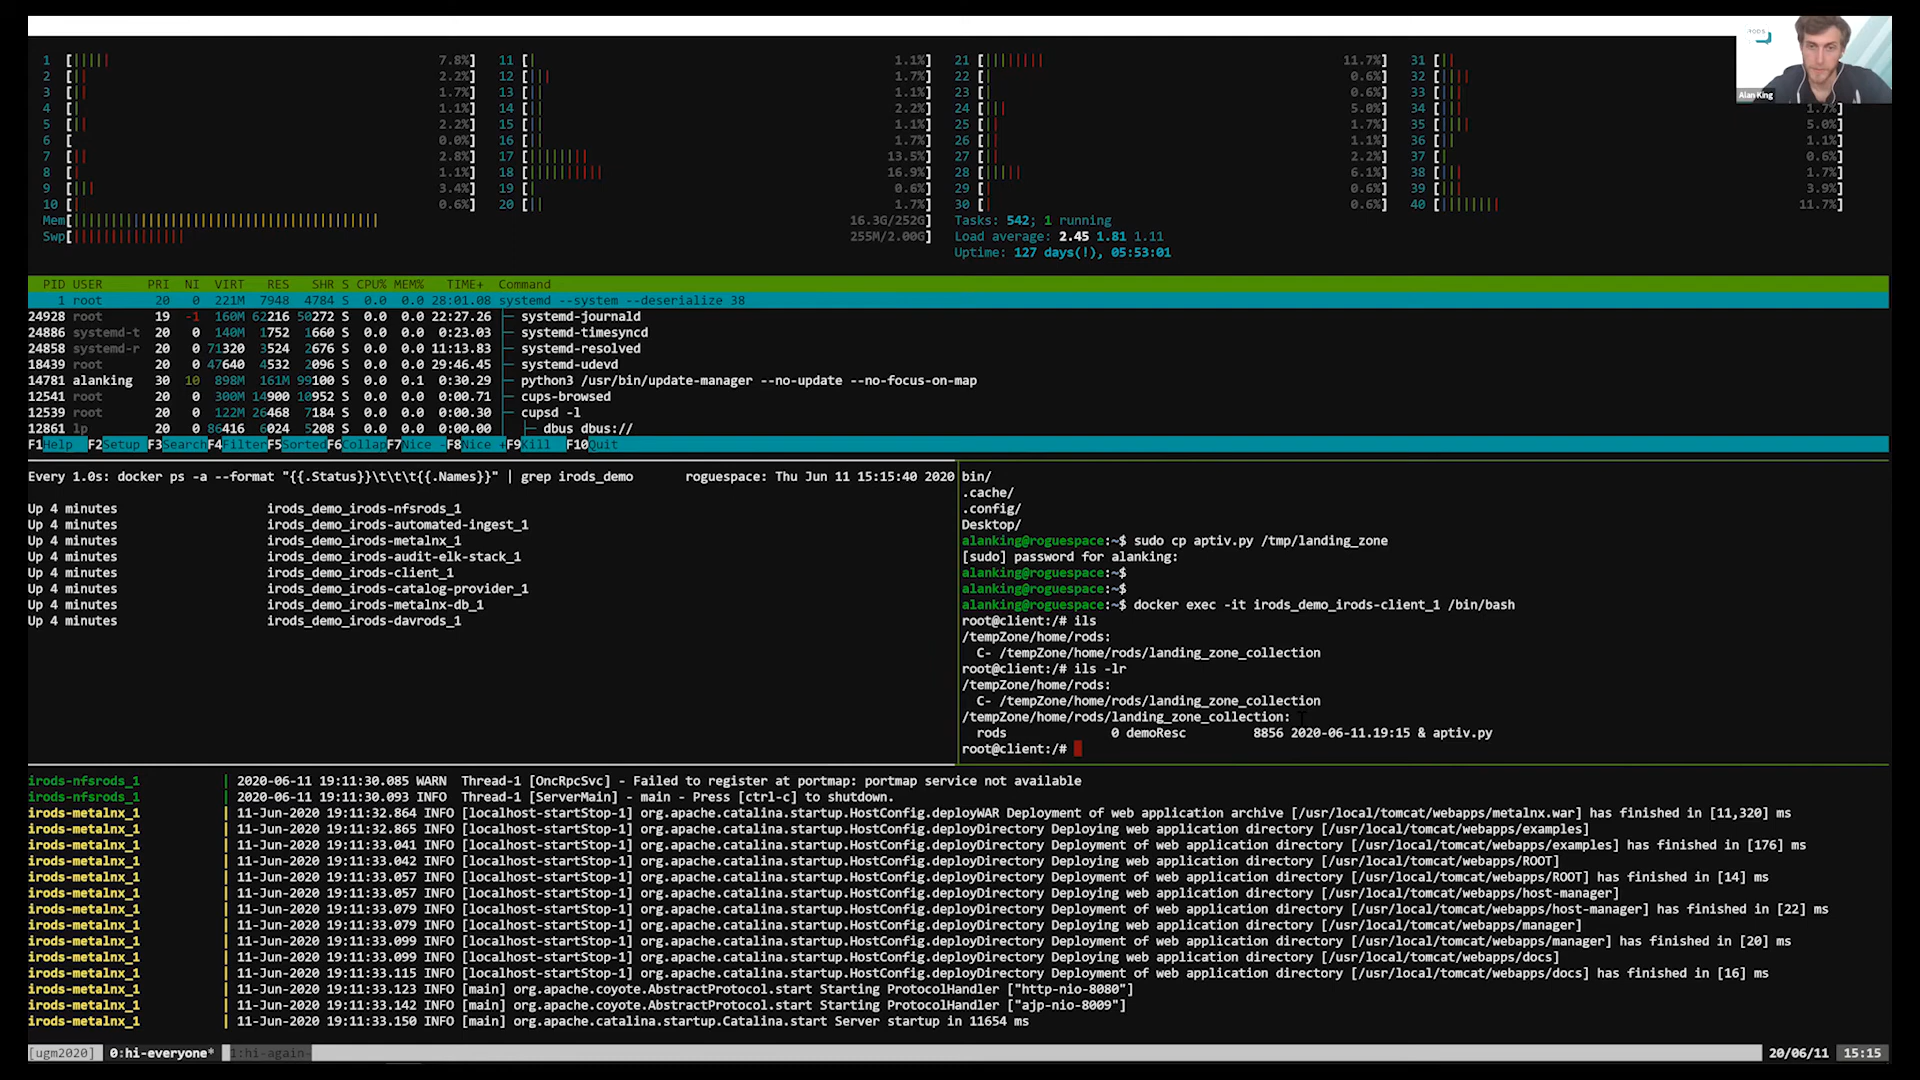 1 [||||| 7.8%] 11 [| 1.1%] 21 [||||||||| 11.7%] 31 [||
2 [|| 2.2%] 12 [||| 1.7%] 22 [| 0.6%] 32 [||||
3 [|| 1.7%] 13 [|| 1.1%] 23 [| 0.6%] 33 [|||
4 [| 1.1%] 14 [|| 2.2%] 24 [||| 5.0%] 34 [||| 1.7%]
5 [|| 2.2%] 15 [|| 1.1%] 25 [|| 1.7%] 35 [|||| 5.0%]
6 [ 0.0%] 16 [|| 1.7%] 26 [|| 1.1%] 36 [|| 1.1%]
7 [|| 2.8%] 17 [|||||||| 13.5%] 27 [|| 2.2%] 37 [| 0.6%]
8 [| 1.1%] 18 [|||||||||| 16.9%] 28 [||||| 6.1%] 38 [||| 1.7%]
9 [||| 3.4%] 19 [| 0.6%] 29 [| 0.6%] 39 [||| 3.9%]
10 [| 0.6%] 20 [|| 1.7%] 30 [| 0.6%] 40 [|||||||| 11.7%]
Alan King
Mem[ 16.3G/252G] Tasks: 542; 1 running
Swp[ 255M/2.00G] Load average: 2.45 1.81 1.11
Uptime: 127 days(!), 05:53:01
PID USER PRI NI VIRT RES SHR S CPU% MEM% TIME+ Command
1 root 20 0 221M 7948 4784 S 0.0 0.0 28:01.08 systemd --system --deserialize 38
24928 root 19 -1 160M 62216 50272 S 0.0 0.0 22:27.26 ├─ systemd-journald
24886 systemd-t 20 0 140M 1752 1660 S 0.0 0.0 0:23.03 ├─ systemd-timesyncd
24858 systemd-r 20 0 71320 3524 2676 S 0.0 0.0 11:13.83 ├─ systemd-resolved
18439 root 20 0 47640 4532 2096 S 0.0 0.0 29:46.45 ├─ systemd-udevd
14781 alanking 30 10 898M 161M 99100 S 0.0 0.1 0:30.29 ├─ python3 /usr/bin/update-manager --no-update --no-focus-on-map
12541 root 20 0 300M 14900 10952 S 0.0 0.0 0:00.71 ├─ cups-browsed
12539 root 20 0 122M 26468 7184 S 0.0 0.0 0:00.30 ├─ cupsd -l
12861 lp 20 0 86416 6024 5208 S 0.0 0.0 0:00.00 │ ├─ dbus dbus://
F1Help F2Setup F3SearchF4FilterF5SortedF6CollapF7Nice -F8Nice +F9Kill F10Quit
Every 1.0s: docker ps -a --format "{{.Status}}\t\t\t{{.Names}}" | grep irods_demo roguespace: Thu Jun 11 15:15:40 2020
Up 4 minutes irods_demo_irods-nfsrods_1
Up 4 minutes irods_demo_irods-automated-ingest_1
Up 4 minutes irods_demo_irods-metalnx_1
Up 4 minutes irods_demo_irods-audit-elk-stack_1
Up 4 minutes irods_demo_irods-client_1
Up 4 minutes irods_demo_irods-catalog-provider_1
Up 4 minutes irods_demo_irods-metalnx-db_1
Up 4 minutes irods_demo_irods-davrods_1
bin/
.cache/
.config/
Desktop/
alanking@roguespace:~$ sudo cp aptiv.py /tmp/landing_zone
[sudo] password for alanking:
alanking@roguespace:~$
alanking@roguespace:~$
alanking@roguespace:~$ docker exec -it irods_demo_irods-client_1 /bin/bash
root@client:/# ils
/tempZone/home/rods:
C- /tempZone/home/rods/landing_zone_collection
root@client:/# ils -lr
/tempZone/home/rods:
C- /tempZone/home/rods/landing_zone_collection
/tempZone/home/rods/landing_zone_collection:
rods 0 demoResc 8856 2020-06-11.19:15 & aptiv.py
root@client:/#
irods-nfsrods_1 | 2020-06-11 19:11:30.085 WARN Thread-1 [OncRpcSvc] - Failed to register at portmap: portmap service not available
irods-nfsrods_1 | 2020-06-11 19:11:30.093 INFO Thread-1 [ServerMain] - main - Press [ctrl-c] to shutdown.
irods-metalnx_1 | 11-Jun-2020 19:11:32.864 INFO [localhost-startStop-1] org.apache.catalina.startup.HostConfig.deployWAR Deployment of web application archive [/usr/local/tomcat/webapps/metalnx.war] has finished in [11,320] ms
irods-metalnx_1 | 11-Jun-2020 19:11:32.865 INFO [localhost-startStop-1] org.apache.catalina.startup.HostConfig.deployDirectory Deploying web application directory [/usr/local/tomcat/webapps/examples]
irods-metalnx_1 | 11-Jun-2020 19:11:33.041 INFO [localhost-startStop-1] org.apache.catalina.startup.HostConfig.deployDirectory Deployment of web application directory [/usr/local/tomcat/webapps/examples] has finished in [176] ms
irods-metalnx_1 | 11-Jun-2020 19:11:33.042 INFO [localhost-startStop-1] org.apache.catalina.startup.HostConfig.deployDirectory Deploying web application directory [/usr/local/tomcat/webapps/ROOT]
irods-metalnx_1 | 11-Jun-2020 19:11:33.057 INFO [localhost-startStop-1] org.apache.catalina.startup.HostConfig.deployDirectory Deployment of web application directory [/usr/local/tomcat/webapps/ROOT] has finished in [14] ms
irods-metalnx_1 | 11-Jun-2020 19:11:33.057 INFO [localhost-startStop-1] org.apache.catalina.startup.HostConfig.deployDirectory Deploying web application directory [/usr/local/tomcat/webapps/host-manager]
irods-metalnx_1 | 11-Jun-2020 19:11:33.079 INFO [localhost-startStop-1] org.apache.catalina.startup.HostConfig.deployDirectory Deployment of web application directory [/usr/local/tomcat/webapps/host-manager] has finished in [22] ms
irods-metalnx_1 | 11-Jun-2020 19:11:33.079 INFO [localhost-startStop-1] org.apache.catalina.startup.HostConfig.deployDirectory Deploying web application directory [/usr/local/tomcat/webapps/manager]
irods-metalnx_1 | 11-Jun-2020 19:11:33.099 INFO [localhost-startStop-1] org.apache.catalina.startup.HostConfig.deployDirectory Deployment of web application directory [/usr/local/tomcat/webapps/manager] has finished in [20] ms
irods-metalnx_1 | 11-Jun-2020 19:11:33.099 INFO [localhost-startStop-1] org.apache.catalina.startup.HostConfig.deployDirectory Deploying web application directory [/usr/local/tomcat/webapps/docs]
irods-metalnx_1 | 11-Jun-2020 19:11:33.115 INFO [localhost-startStop-1] org.apache.catalina.startup.HostConfig.deployDirectory Deployment of web application directory [/usr/local/tomcat/webapps/docs] has finished in [16] ms
irods-metalnx_1 | 11-Jun-2020 19:11:33.123 INFO [main] org.apache.coyote.AbstractProtocol.start Starting ProtocolHandler ["http-nio-8080"]
irods-metalnx_1 | 11-Jun-2020 19:11:33.142 INFO [main] org.apache.coyote.AbstractProtocol.start Starting ProtocolHandler ["ajp-nio-8009"]
irods-metalnx_1 | 11-Jun-2020 19:11:33.150 INFO [main] org.apache.catalina.startup.Catalina.start Server startup in 11654 ms
[ugm2020] 0:hi-everyone* 1:hi-again- 20/06/11 15:15